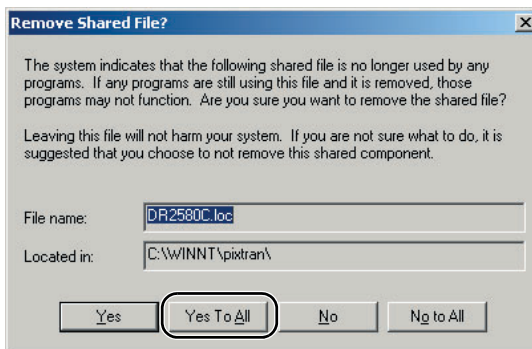 Remove Shared File?
The system indicates that the following shared file is no longer used by any
programs.  If any programs are still using this file and it is removed, those
programs may not function.  Are you sure you want to remove the shared file?
Leaving this file will not harm your system.  If you are not sure what to do, it is
suggested that you choose to not remove this shared component.
File name: DR2580C.loc
Located in: C:\WINNT\pixtran\
Yes Yes To All No No to All